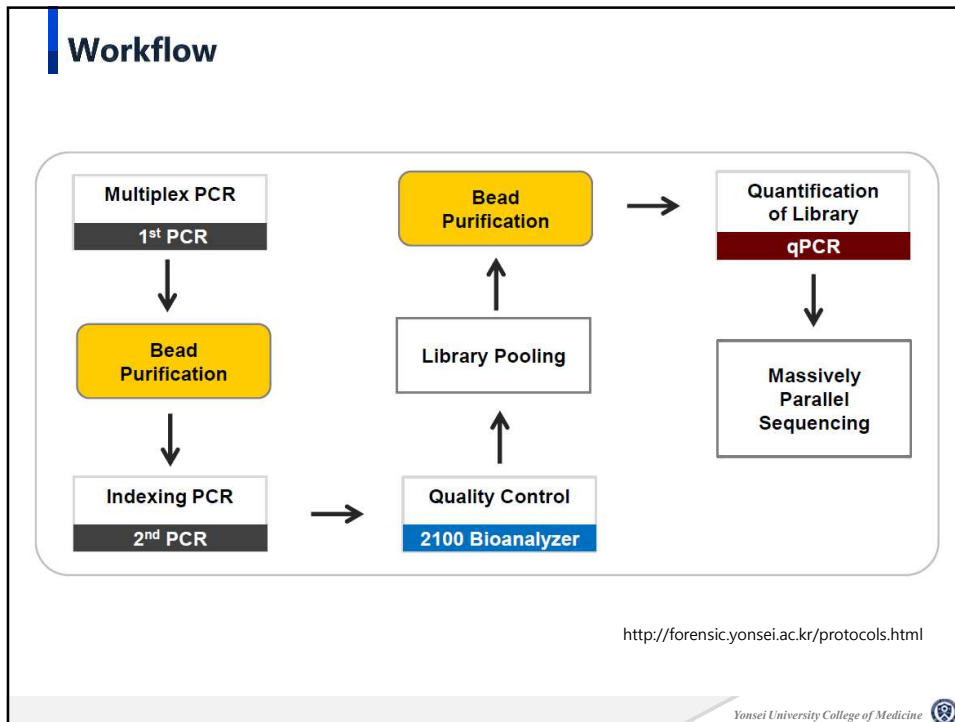 Workflow
Multiplex PCR
1st PCR
Bead
Purification
Indexing PCR
2nd PCR
Quality Control
2100 Bioanalyzer
Library Pooling
Bead
Purification
Quantification
of Library
qPCR
Massively
Parallel
Sequencing
http://forensic.yonsei.ac.kr/protocols.html
Yonsei University College of Medicine